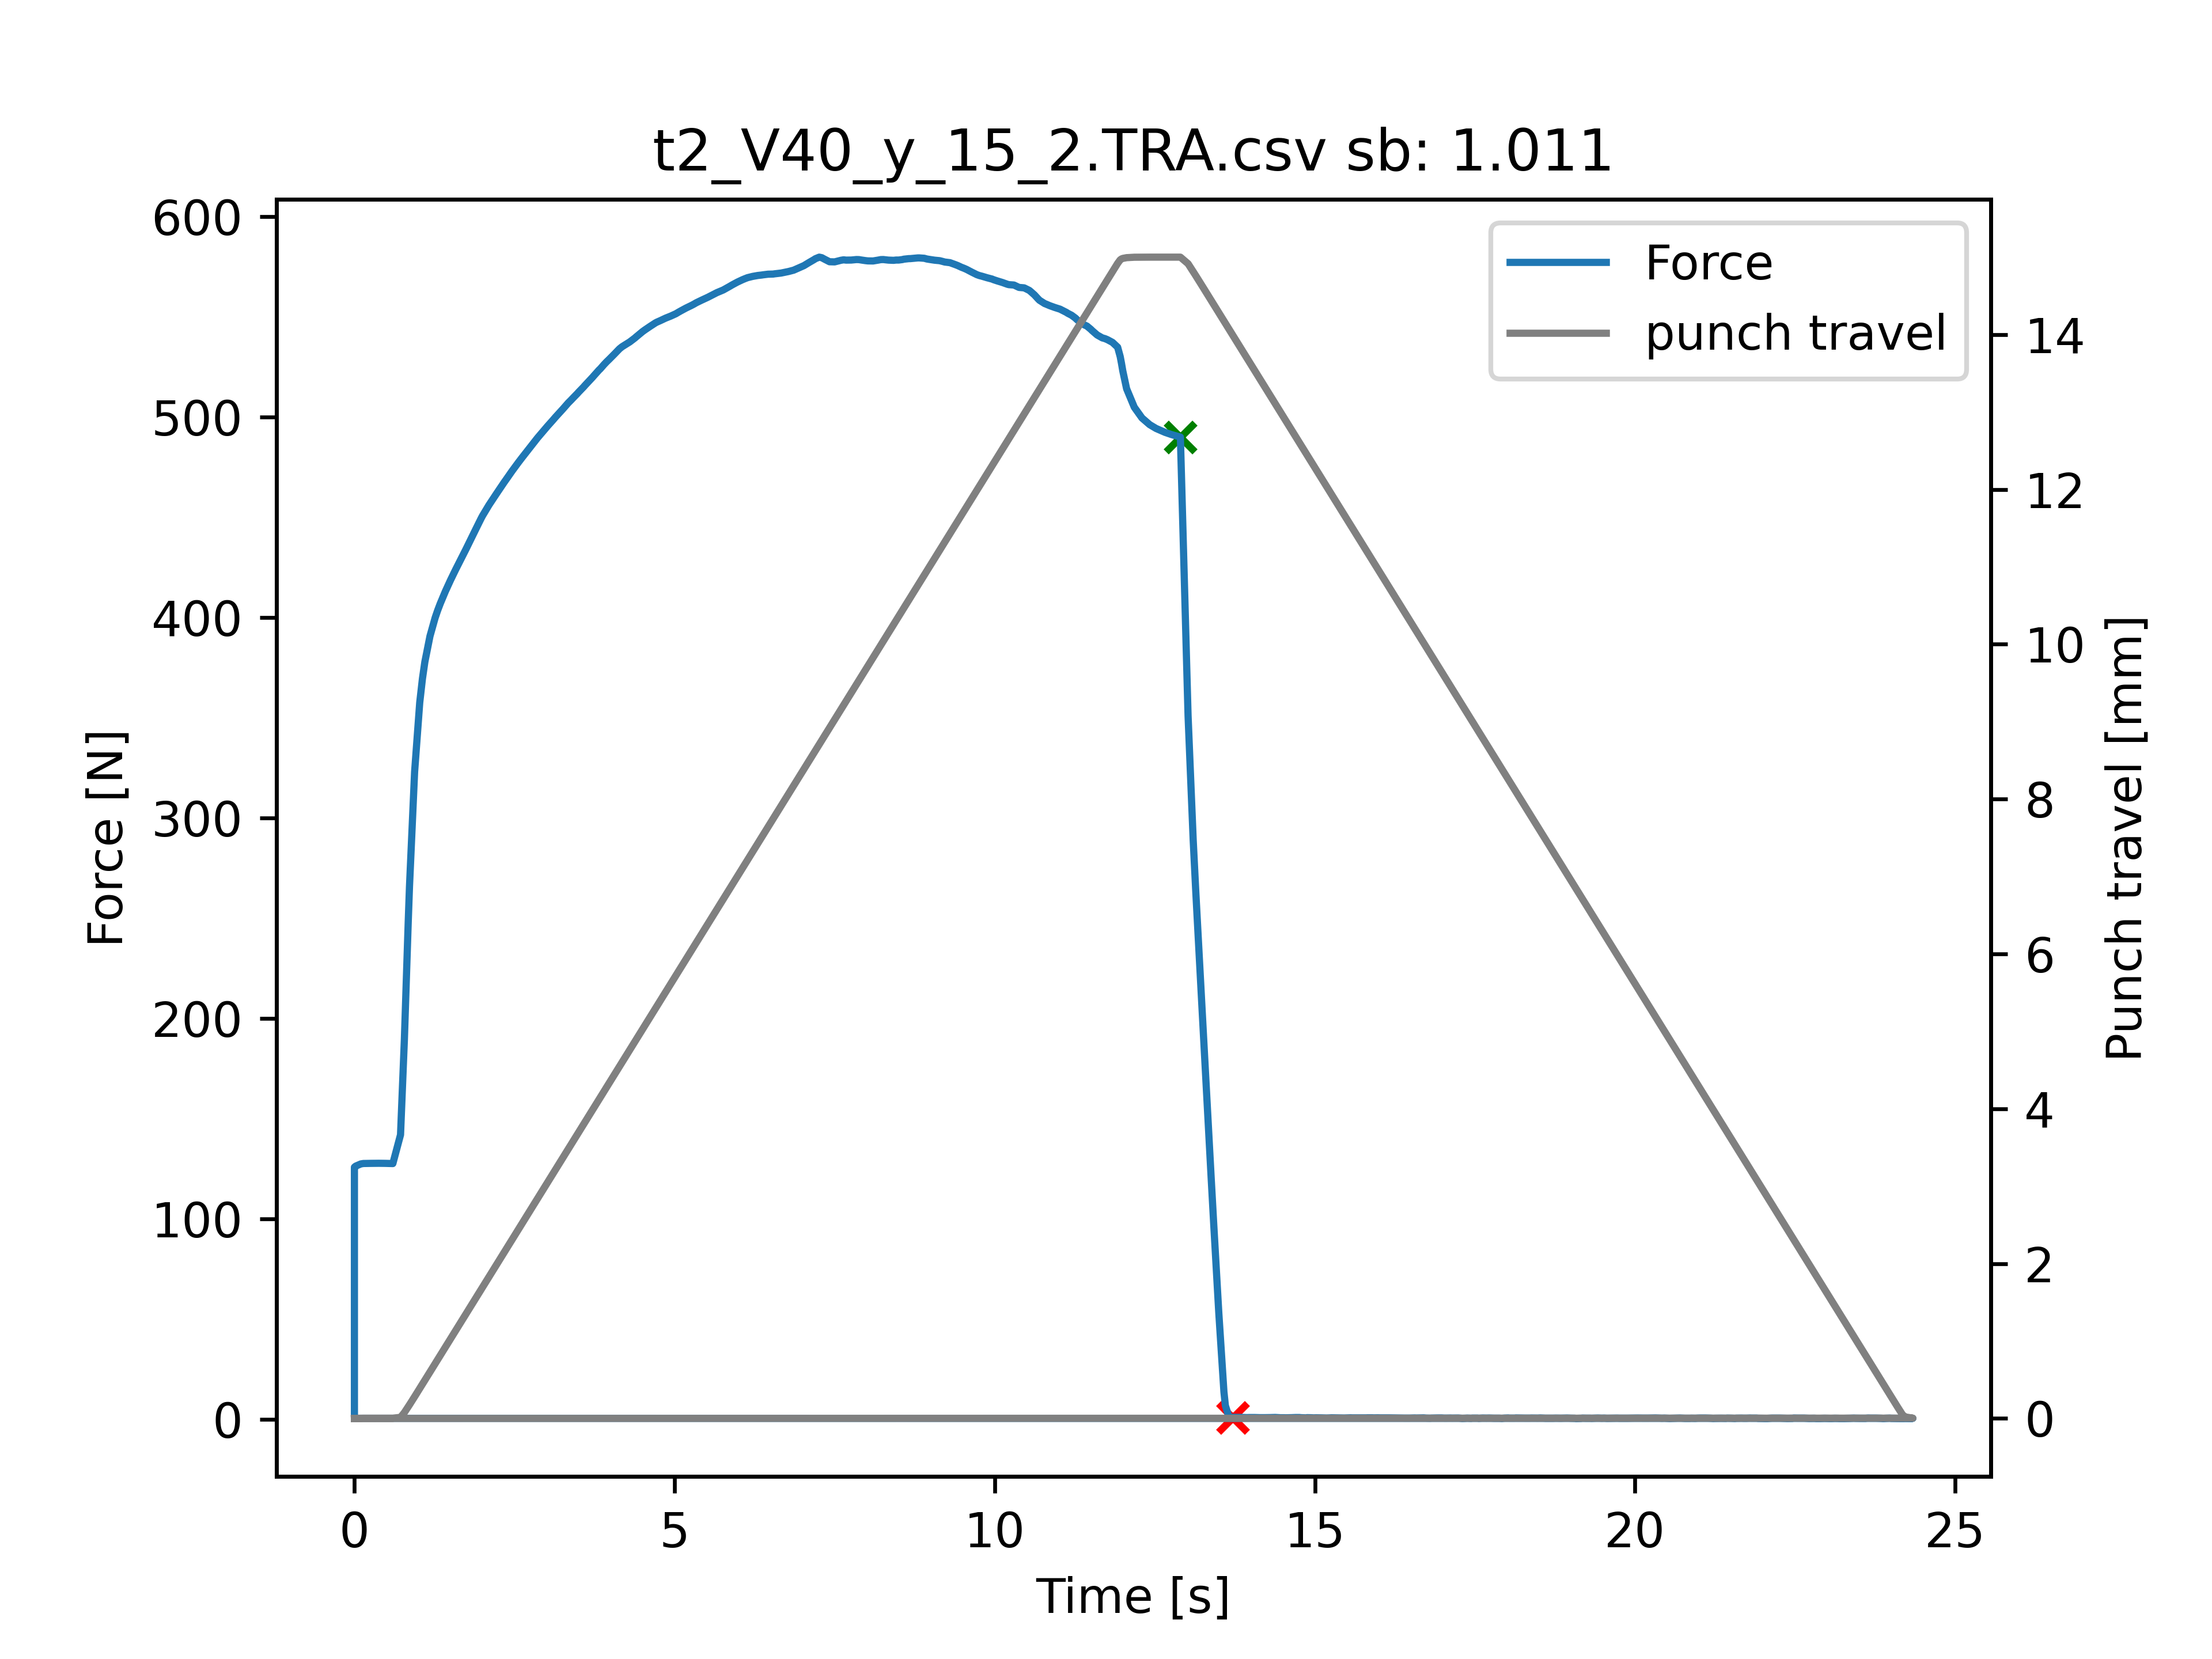 t2_V40_y_15_2.TRA.csv sb: 1.011
Force
punch travel
600
500
400
300
200
100
0
Force [N]
14
12
10
8
6
4
2
0
Punch travel [mm]
0 5 10 15 20 25
Time [s]